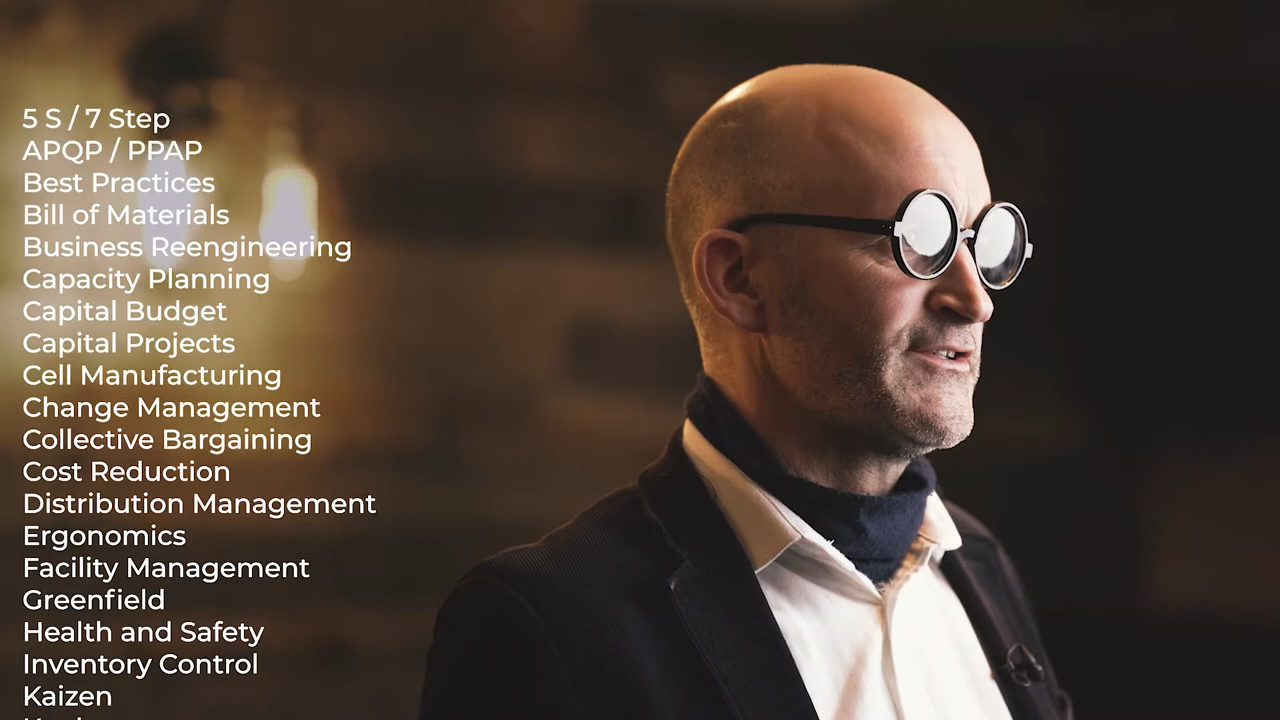 5 S / 7 Step
APQP / PPAP
Best Practices
Bill of Materials
Business Reengineering
Capacity Planning
Capital Budget
Capital Projects
Cell Manufacturing
Change Management
Collective Bargaining
Cost Reduction
Distribution Management
Ergonomics
Facility Management
Greenfield
Health and Safety
Inventory Control
Kaizen